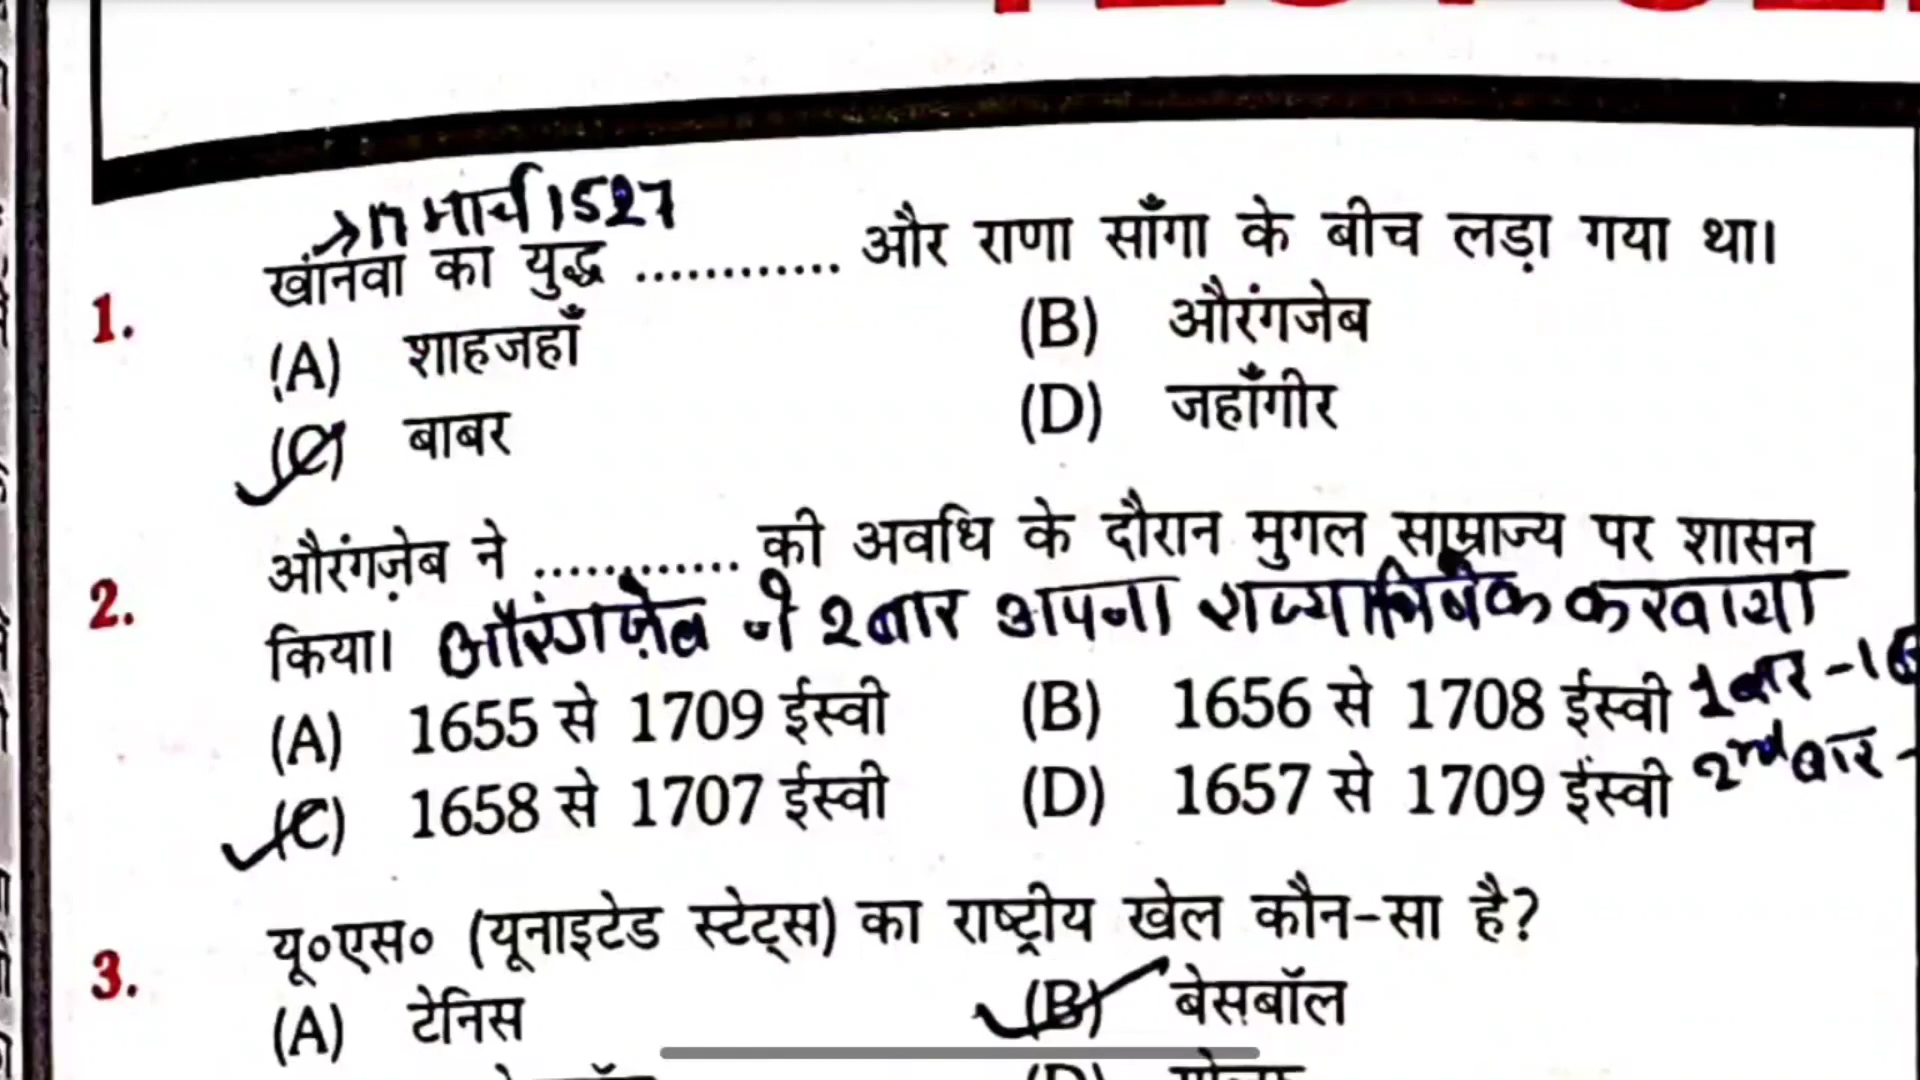 → 17 मार्च 1527
1. खानवा का युद्ध ............ और राणा साँगा के बीच लड़ा गया था।
(A) शाहजहाँ (B) औरंगजेब
(C) बाबर (D) जहाँगीर
2. औरंगज़ेब ने ............ की अवधि के दौरान मुगल साम्राज्य पर शासन
किया। औरंगज़ेब ने 2 बार अपना राज्याभिषेक करवाया
(A) 1655 से 1709 ईस्वी (B) 1656 से 1708 ईस्वी 1 बार -
(C) 1658 से 1707 ईस्वी (D) 1657 से 1709 ईस्वी 2nd बार -
3. यू०एस० (यूनाइटेड स्टेट्स) का राष्ट्रीय खेल कौन-सा है?
(A) टेनिस (B) बेसबॉल